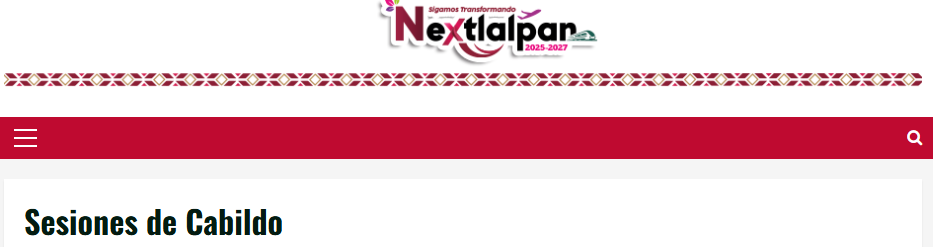 Sigamos Transformando
Nextlalpan
2025-2027
Sesiones de Cabildo